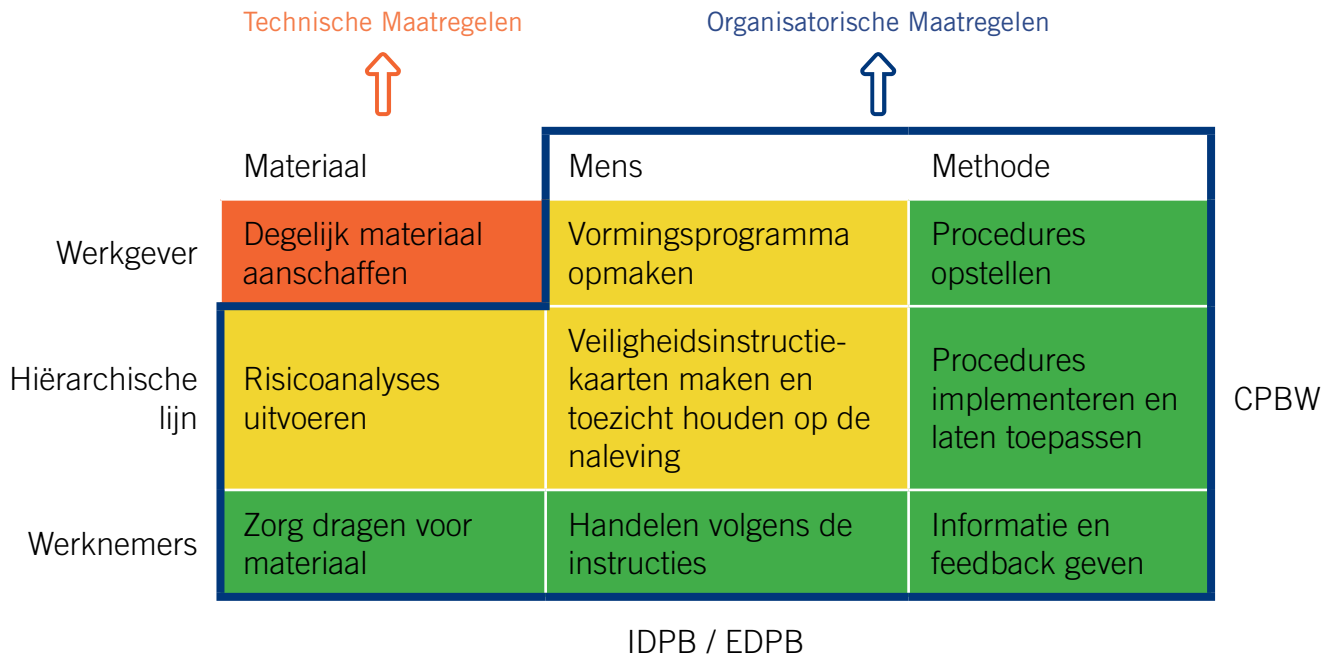 Technische Maatregelen
Organisatorische Maatregelen
Materiaal
Mens
Methode
Werkgever
Degelijk materiaal
aanschaffen
Vormingsprogramma
opmaken
Procedures
opstellen
Hiërarchische
lijn
Risicoanalyses
uitvoeren
Veiligheidsinstructie-
kaarten maken en
toezicht houden op de
naleving
Procedures
implementeren en
laten toepassen
CPBW
Werknemers
Zorg dragen voor
materiaal
Handelen volgens de
instructies
Informatie en
feedback geven
IDPB / EDPB